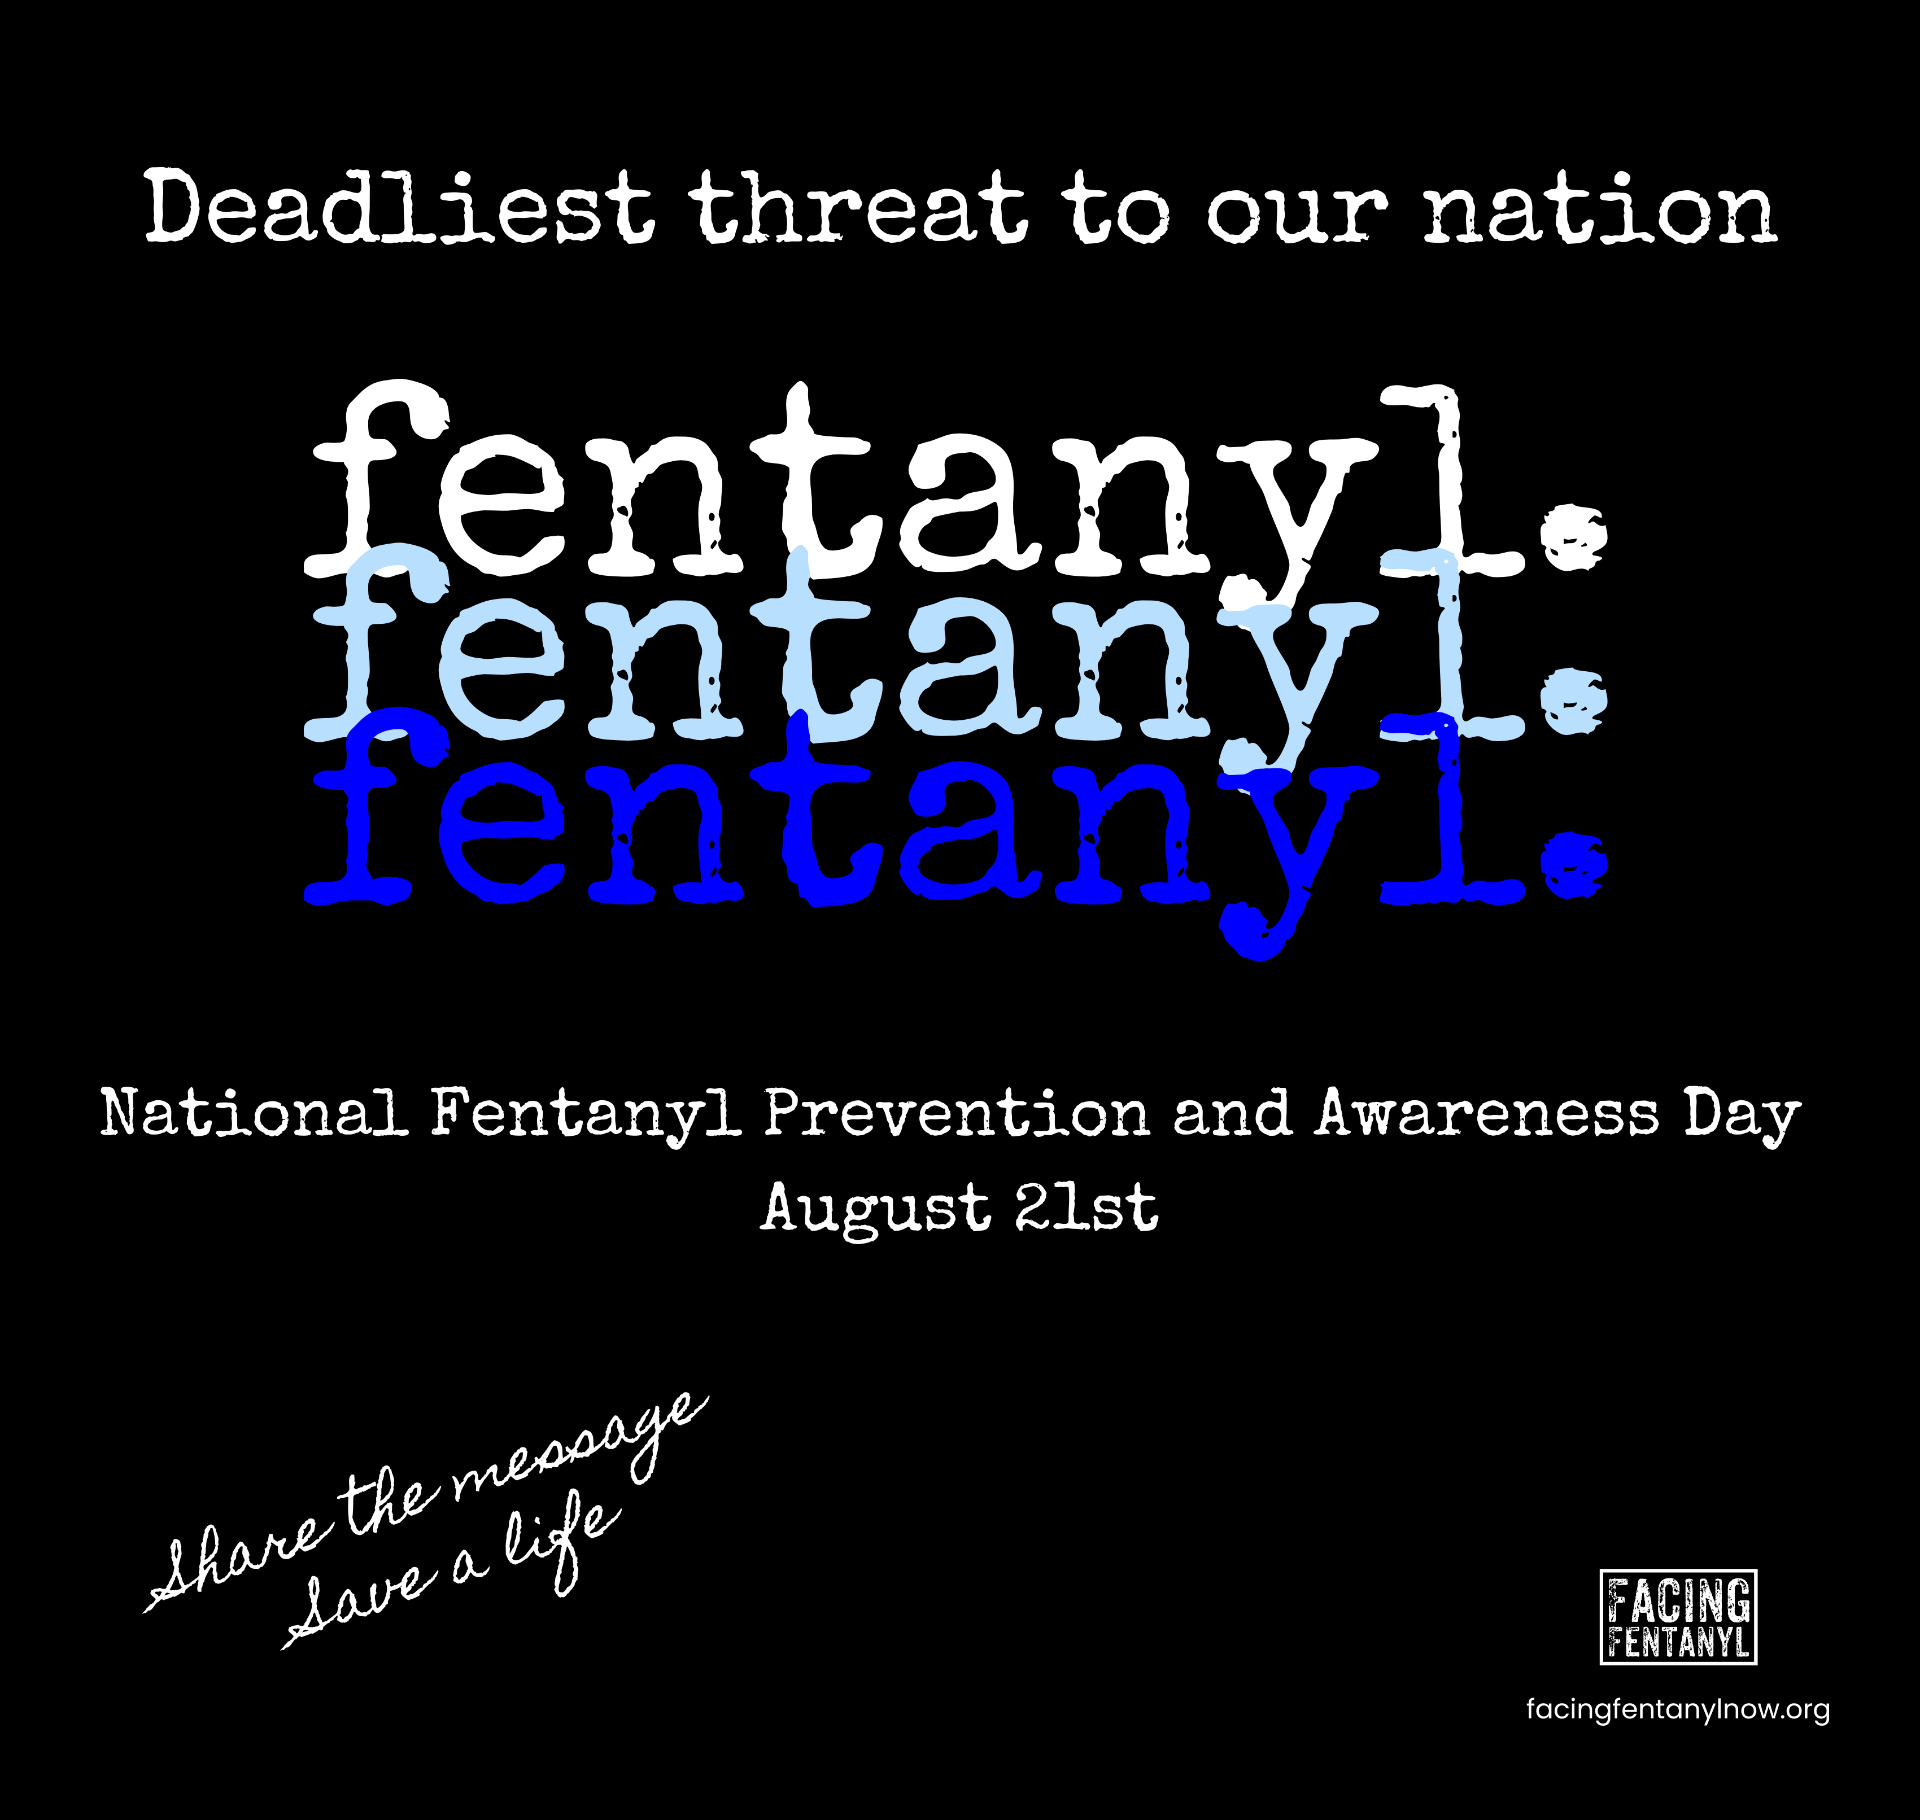 Deadliest threat to our nation
fentanyl.
fentanyl.
fentanyl.
National Fentanyl Prevention and Awareness Day
August 21st
Share the message
Save a life
FACING
FENTANYL
facingfentanylnow.org